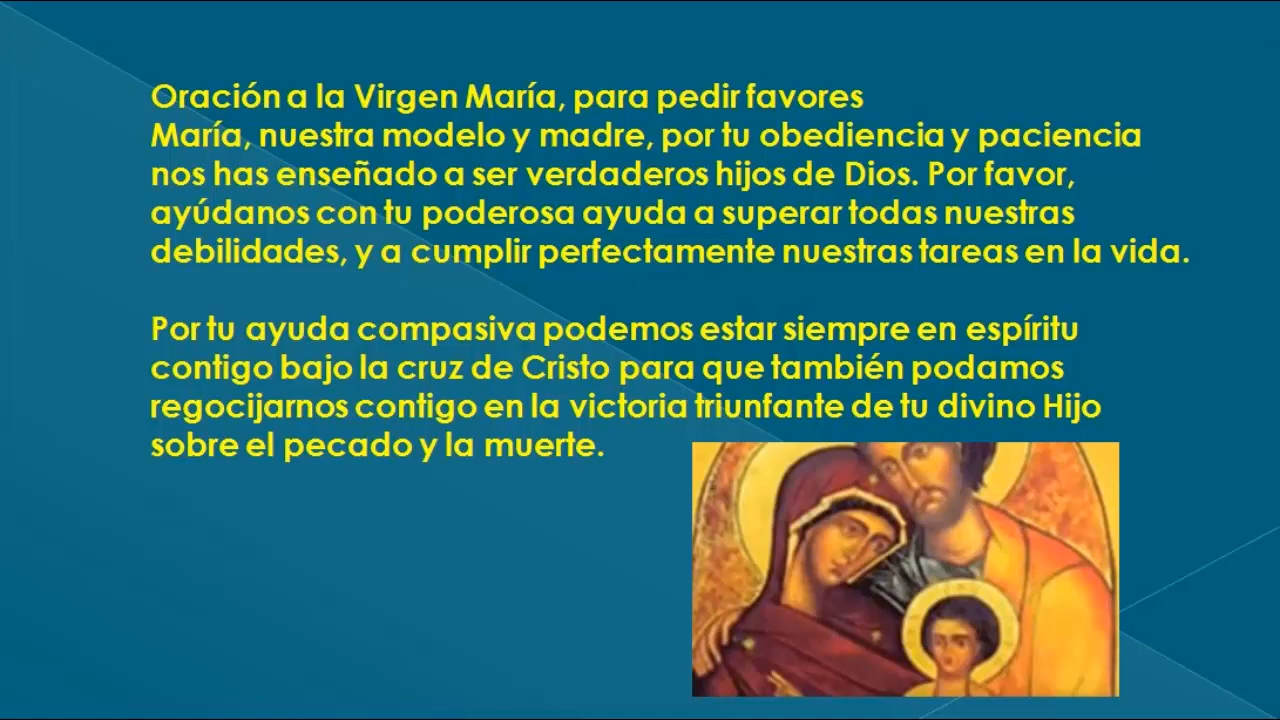 Oración a la Virgen María, para pedir favores
María, nuestra modelo y madre, por tu obediencia y paciencia
nos has enseñado a ser verdaderos hijos de Dios. Por favor,
ayúdanos con tu poderosa ayuda a superar todas nuestras
debilidades, y a cumplir perfectamente nuestras tareas en la vida.
Por tu ayuda compasiva podemos estar siempre en espíritu
contigo bajo la cruz de Cristo para que también podamos
regocijarnos contigo en la victoria triunfante de tu divino Hijo
sobre el pecado y la muerte.